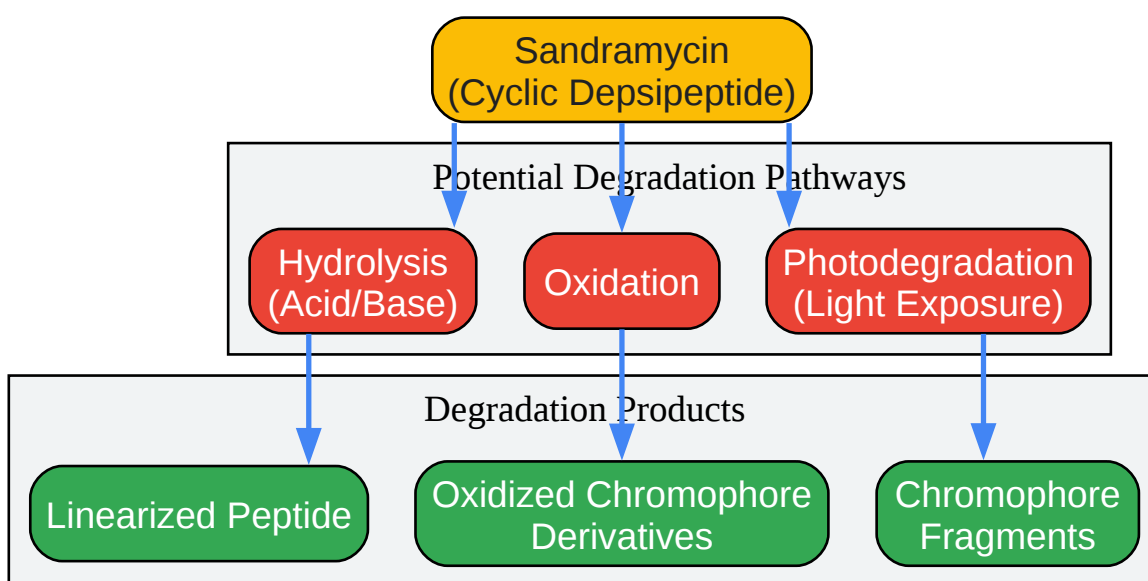 Sandramycin
(Cyclic Depsipeptide)
Potential Degradation Pathways
Hydrolysis
(Acid/Base)
Oxidation
Photodegradation
(Light Exposure)
Degradation Products
Linearized Peptide
Oxidized Chromophore
Derivatives
Chromophore
Fragments